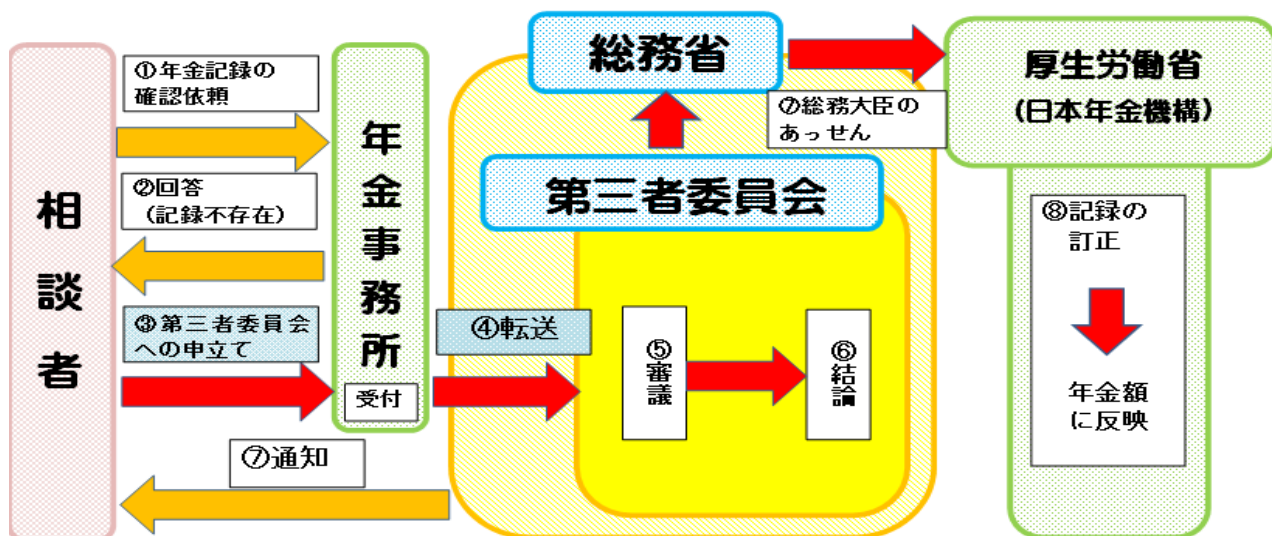 相談者
①年金記録の
確認依頼
②回答
(記録不存在)
③第三者委員会
への申立て
年金事務所
受付
④転送
⑦通知
総務省
第三者委員会
⑤審議
⑥結論
⑦総務大臣の
あっせん
厚生労働省
(日本年金機構)
⑧記録の
訂正
年金額
に反映